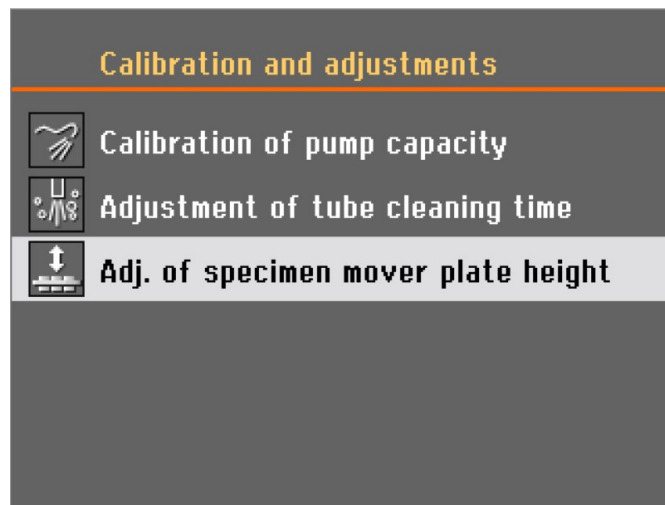 Calibration and adjustments
Calibration of pump capacity
Adjustment of tube cleaning time
Adj. of specimen mover plate height